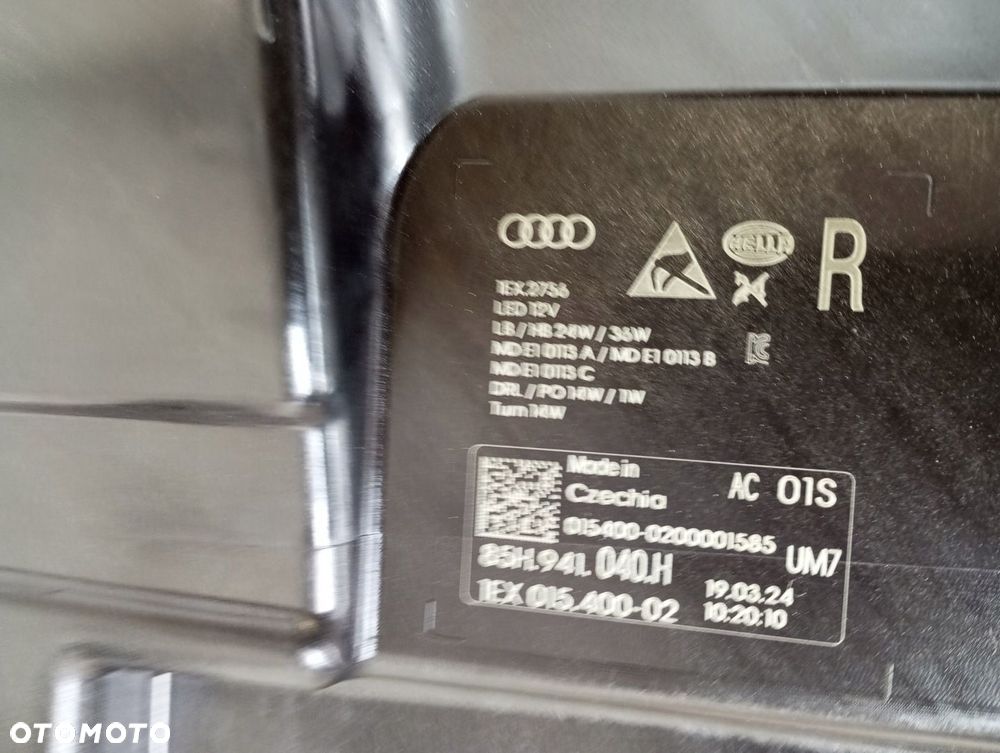 HELLA
R
1EX.2756
LED 12V
LB / HB 24W / 36W
MD E1 0113 A / MD E1 0113 B
MD E1 0113 C
DRL / PO 14W / 1W
Turn 14W
Made in
Czechia
AC 01S
015400-0200001585
85H.941.040.H
UM7
1EX 015.400-02
19.03.24
10:20:10
OTOMOTO